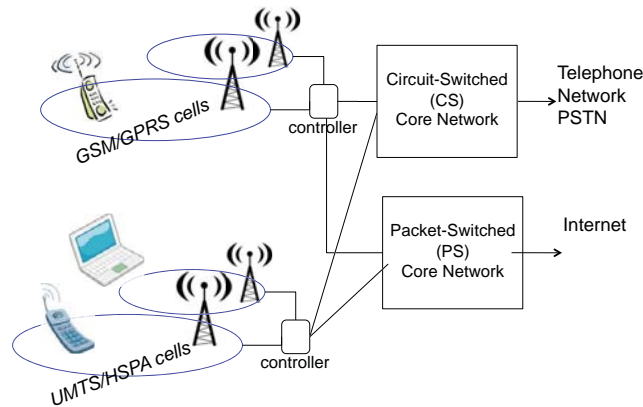 GSM/GPRS cells
controller
Circuit-Switched
(CS)
Core Network
Telephone
Network
PSTN
Packet-Switched
(PS)
Core Network
Internet
UMTS/HSPA cells
controller